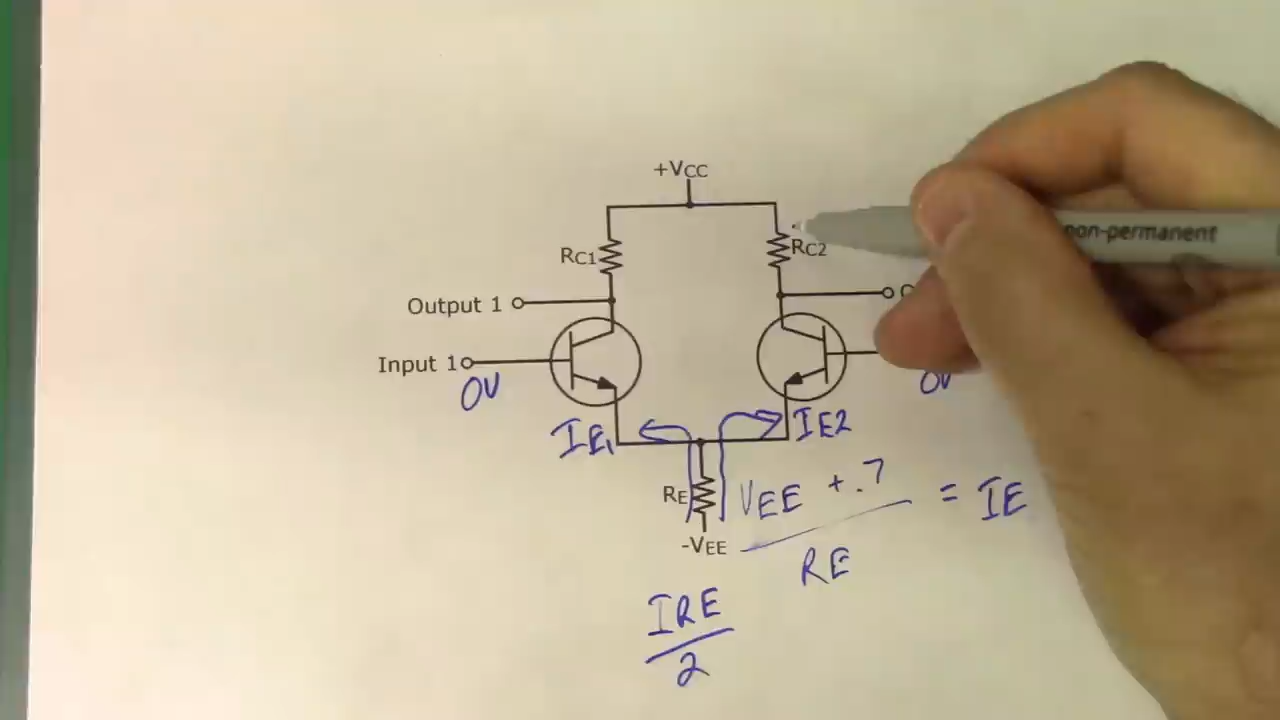 +VCC
RC1
RC2
non-permanent
Output 1
Input 1
0V
0V
IE1
IE2
RE
VEE + .7
= IE
RE
-VEE
IRE
2